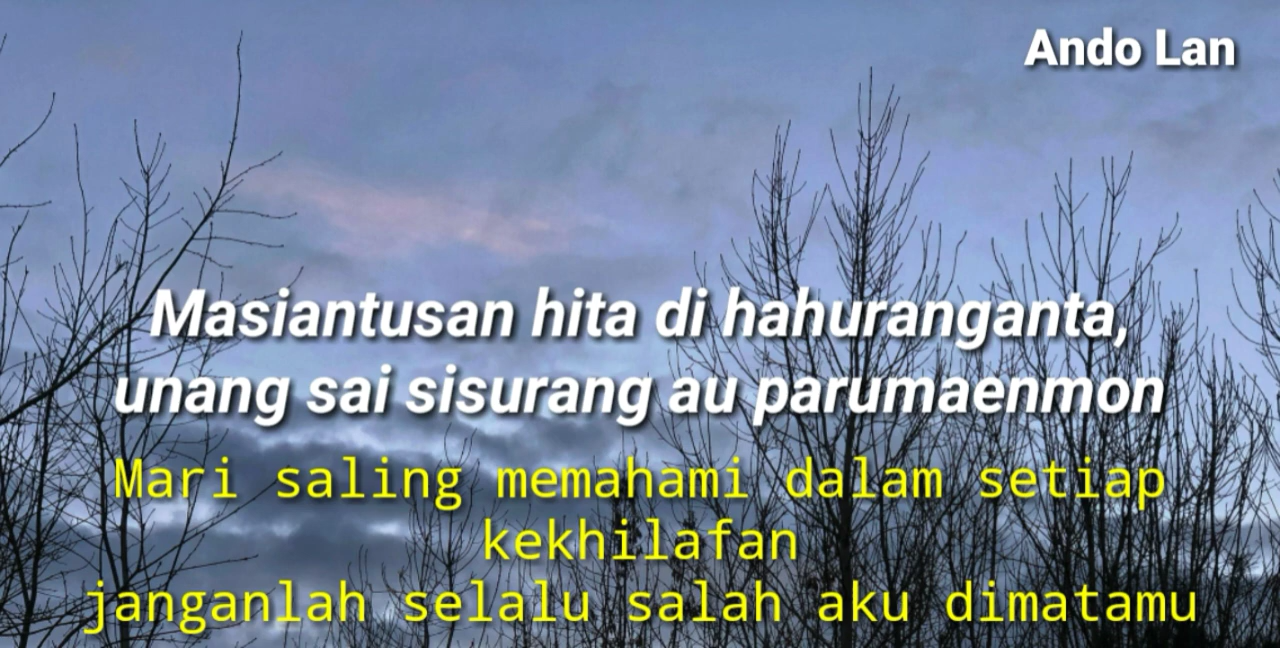 Ando Lan
Masiantusan hita di hahuranganta,
unang sai sisurang au parumaenmon
Mari saling memahami dalam setiap
kekhilafan
janganlah selalu salah aku dimatamu